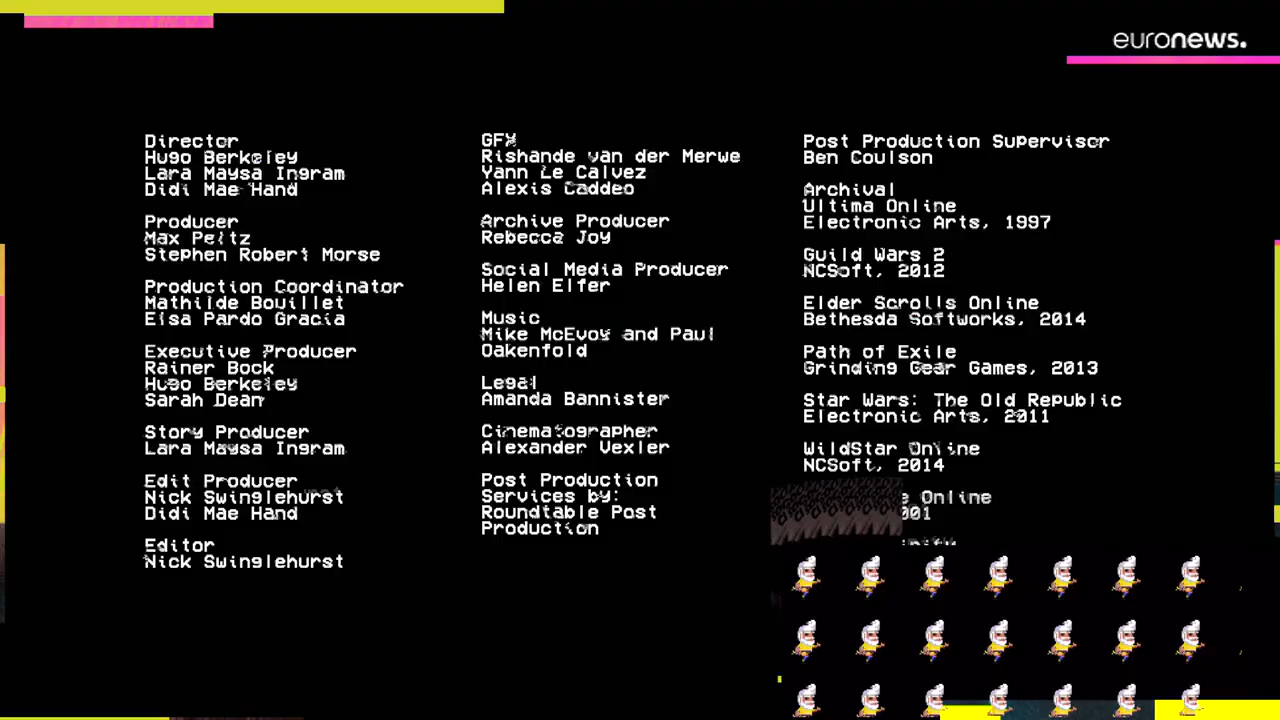 euronews.
Director
Hugo Berkeley
Lara Maysa Ingram
Didi Mae Hand
Producer
Max Peltz
Stephen Robert Morse
Production Coordinator
Mathilde Bouillet
Elsa Pardo Gracia
Executive Producer
Rainer Bock
Hugo Berkeley
Sarah Dean
Story Producer
Lara Maysa Ingram
Edit Producer
Nick Swinglehurst
Didi Mae Hand
Editor
Nick Swinglehurst
GFX
Rishande van der Merwe
Yann Le Calvez
Alexis Caddeo
Archive Producer
Rebecca Joy
Social Media Producer
Helen Elfer
Music
Mike McEvoy and Paul
Oakenfold
Legal
Amanda Bannister
Cinematographer
Alexander Vexler
Post Production
Services by:
Roundtable Post
Production
Post Production Supervisor
Ben Coulson
Archival
Ultima Online
Electronic Arts, 1997
Guild Wars 2
NCSoft, 2012
Elder Scrolls Online
Bethesda Softworks, 2014
Path of Exile
Grinding Gear Games, 2013
Star Wars: The Old Republic
Electronic Arts, 2011
WildStar Online
NCSoft, 2014
Online